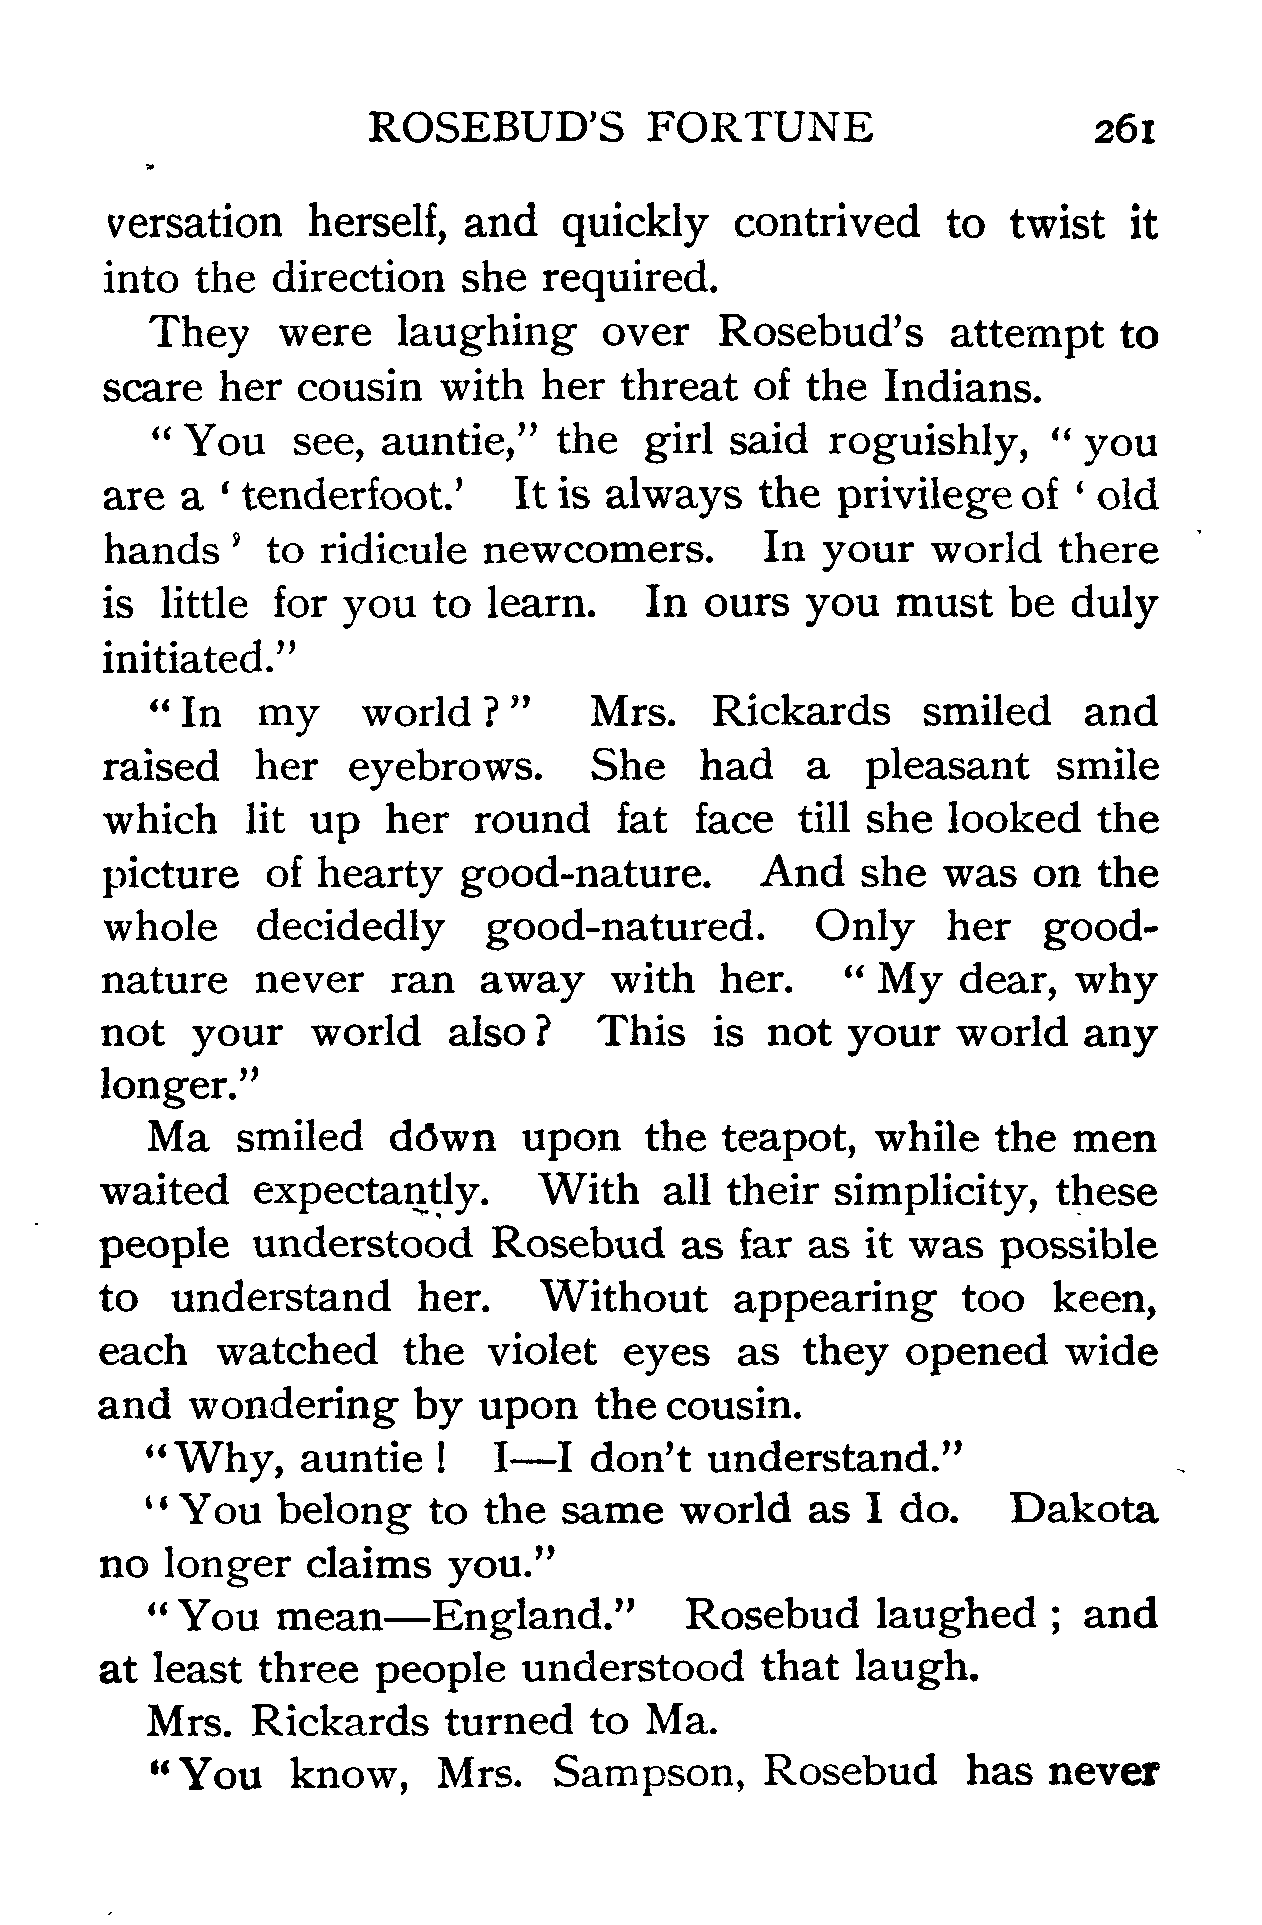 ROSEBUD'S FORTUNE 261
versation herself, and quickly contrived to twist it
into the direction she required.
They were laughing over Rosebud's attempt to
scare her cousin with her threat of the Indians.
" You see, auntie," the girl said roguishly, " you
are a ' tenderfoot.' It is always the privilege of ' old
hands ' to ridicule newcomers. In your world there
is little for you to learn. In ours you must be duly
initiated."
" In my world ? " Mrs. Rickards smiled and
raised her eyebrows. She had a pleasant smile
which lit up her round fat face till she looked the
picture of hearty good-nature. And she was on the
whole decidedly good-natured. Only her good-
nature never ran away with her. " My dear, why
not your world also ? This is not your world any
longer."
Ma smiled down upon the teapot, while the men
waited expectantly. With all their simplicity, these
people understood Rosebud as far as it was possible
to understand her. Without appearing too keen,
each watched the violet eyes as they opened wide
and wondering by upon the cousin.
"Why, auntie ! I—I don't understand."
" You belong to the same world as I do. Dakota
no longer claims you."
" You mean—England." Rosebud laughed ; and
at least three people understood that laugh.
Mrs. Rickards turned to Ma.
" You know, Mrs. Sampson, Rosebud has never